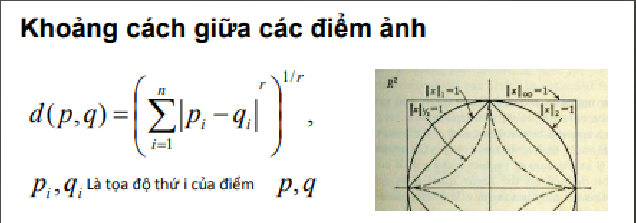 Khoảng cách giữa các điểm ảnh
d(p,q) = ( ∑_{i=1}^{n} |p_i − q_i|^r )^{1/r} ,
p_i , q_i Là tọa độ thứ i của điểm p,q
R²
‖x‖₁=1 ‖x‖∞=1
‖x‖½=1 ‖x‖₂=1